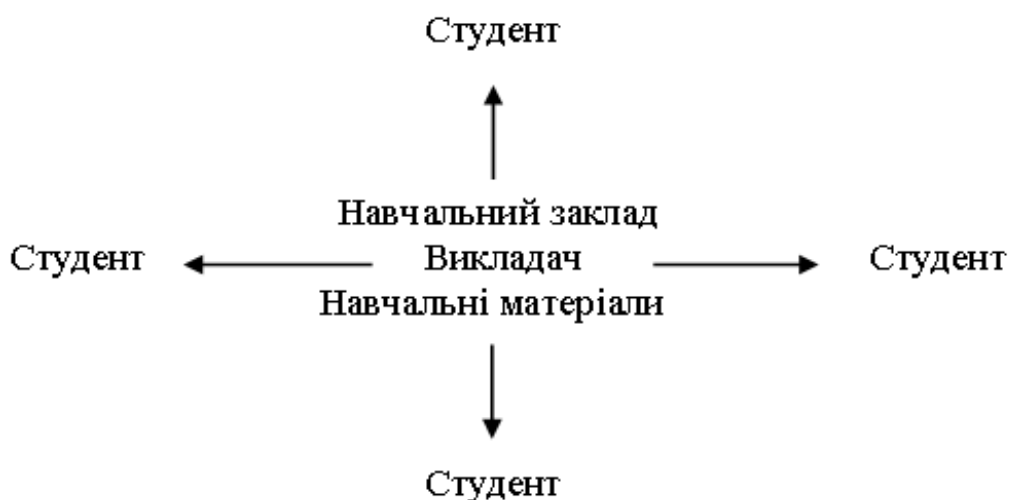 Студент
Навчальний заклад
Студент
Викладач
Студент
Навчальні матеріали
Студент